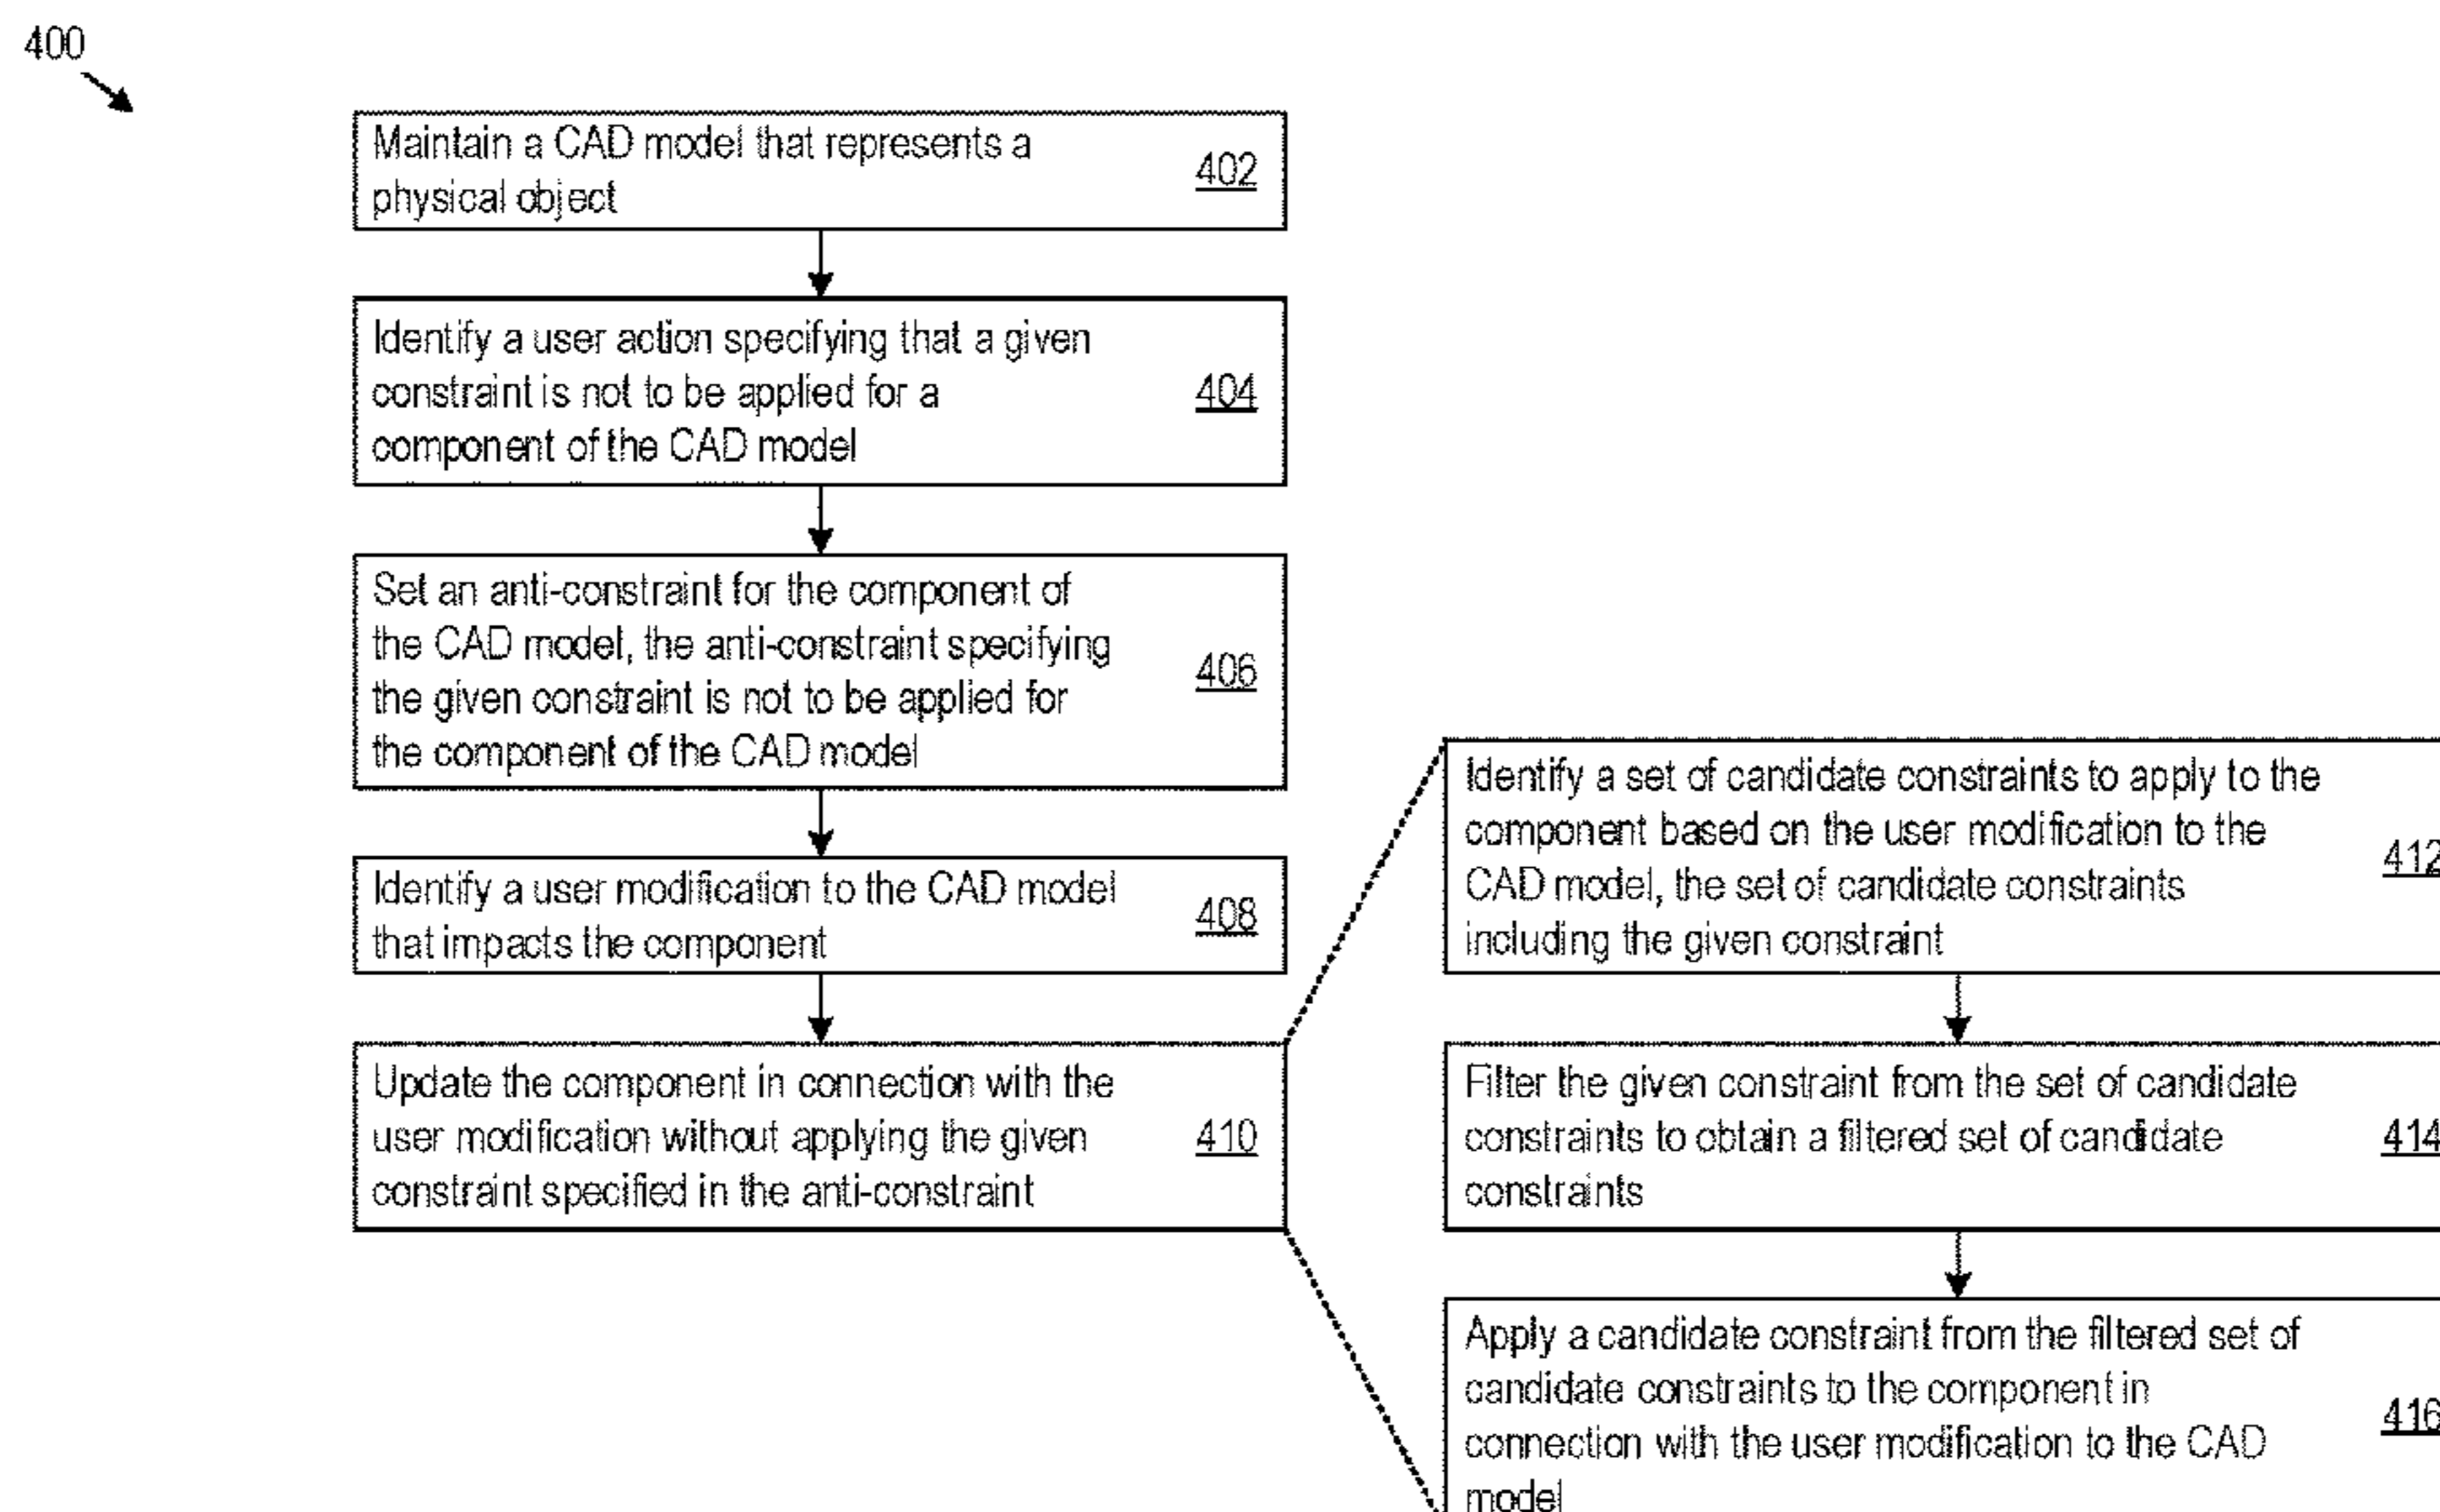 400
Maintain a CAD model that represents a
physical object
402
Identify a user action specifying that a given
constraint is not to be applied for a
component of the CAD model
404
Set an anti-constraint for the component of
the CAD model, the anti-constraint specifying
the given constraint is not to be applied for
the component of the CAD model
406
Identify a user modification to the CAD model
that impacts the component
408
Update the component in connection with the
user modification without applying the given
constraint specified in the anti-constraint
410
Identify a set of candidate constraints to apply to the
component based on the user modification to the
CAD model, the set of candidate constraints
including the given constraint
412
Filter the given constraint from the set of candidate
constraints to obtain a filtered set of candidate
constraints
414
Apply a candidate constraint from the filtered set of
candidate constraints to the component in
connection with the user modification to the CAD
model
416